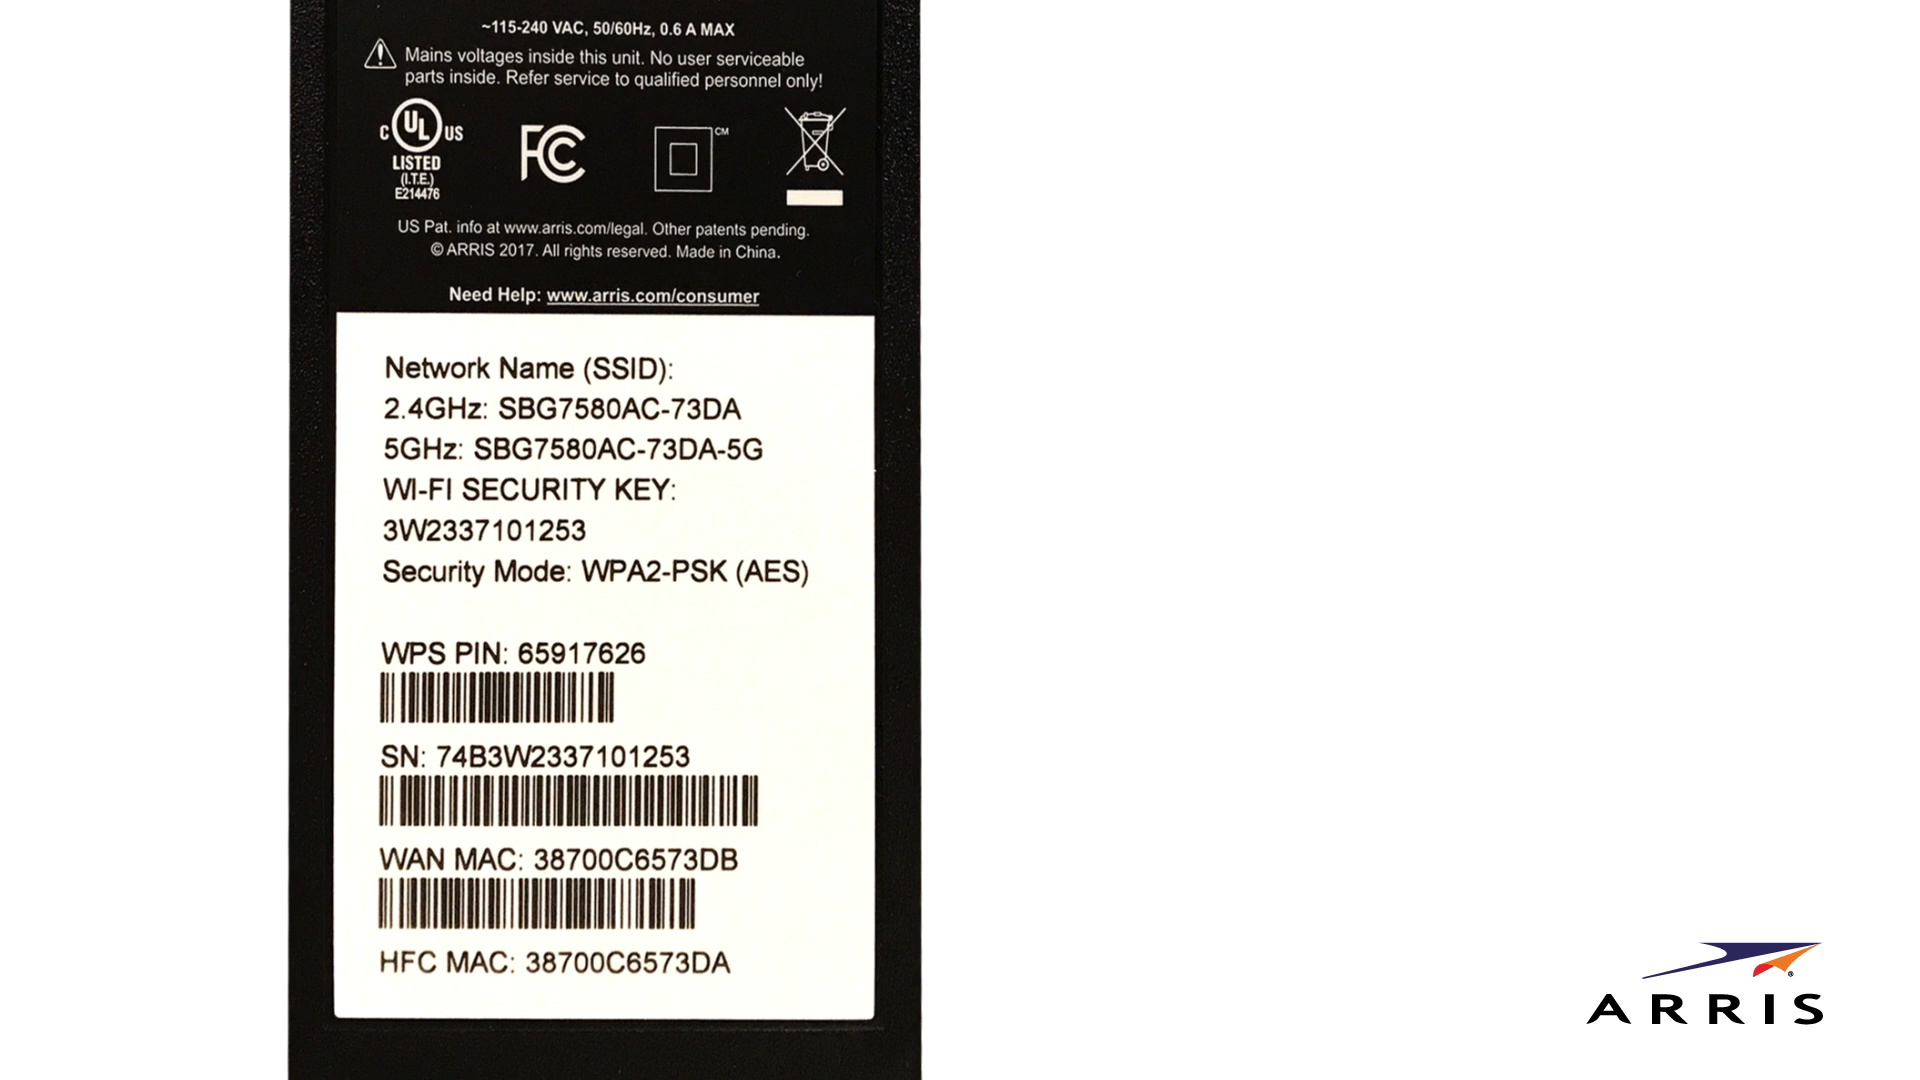 ~115-240 VAC, 50/60Hz, 0.6 A MAX
Mains voltages inside this unit. No user serviceable
parts inside. Refer service to qualified personnel only!
C UL US
LISTED
(I.T.E.)
E214476
FC
CM
US Pat. info at www.arris.com/legal. Other patents pending.
© ARRIS 2017. All rights reserved. Made in China.
Need Help: www.arris.com/consumer
Network Name (SSID):
2.4GHz: SBG7580AC-73DA
5GHz: SBG7580AC-73DA-5G
WI-FI SECURITY KEY:
3W2337101253
Security Mode: WPA2-PSK (AES)
WPS PIN: 65917626
SN: 74B3W2337101253
WAN MAC: 38700C6573DB
HFC MAC: 38700C6573DA
ARRIS